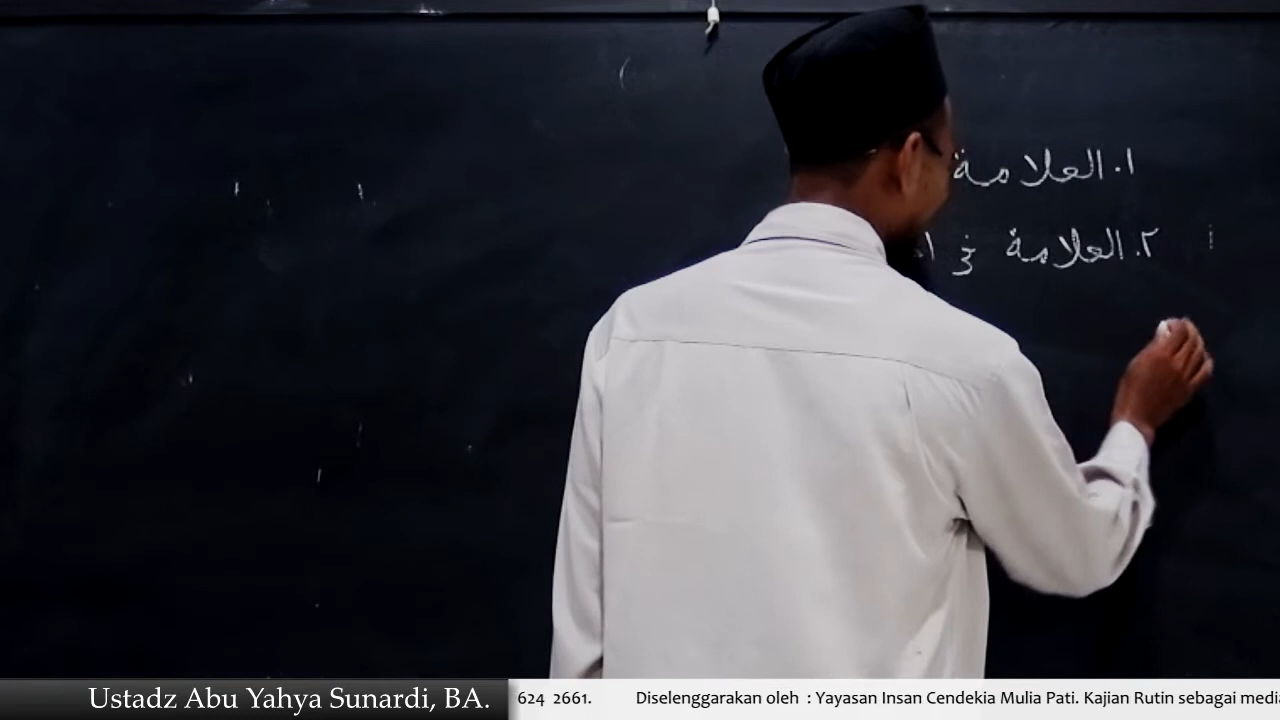 ١. العلامة
٢. العلامة في
Ustadz Abu Yahya Sunardi, BA.
624 2661. Diselenggarakan oleh : Yayasan Insan Cendekia Mulia Pati. Kajian Rutin sebagai medi